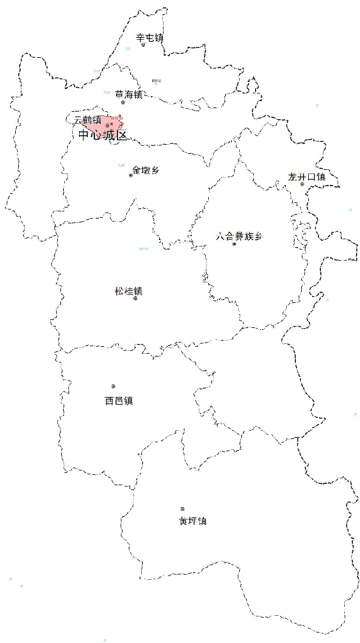 辛屯镇
草海镇
云鹤镇
中心城区
金墩乡
龙开口镇
六合彝族乡
松桂镇
西邑镇
黄坪镇